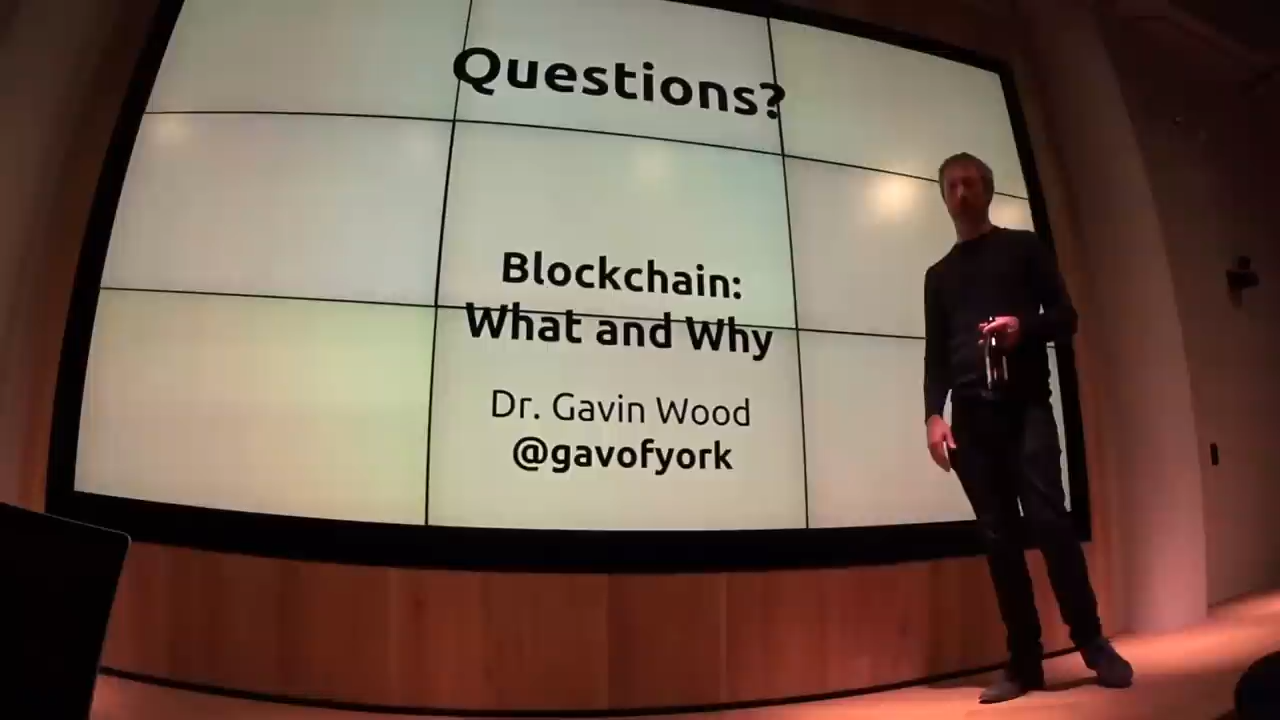 Questions?
Blockchain:
What and Why
Dr. Gavin Wood
@gavofyork